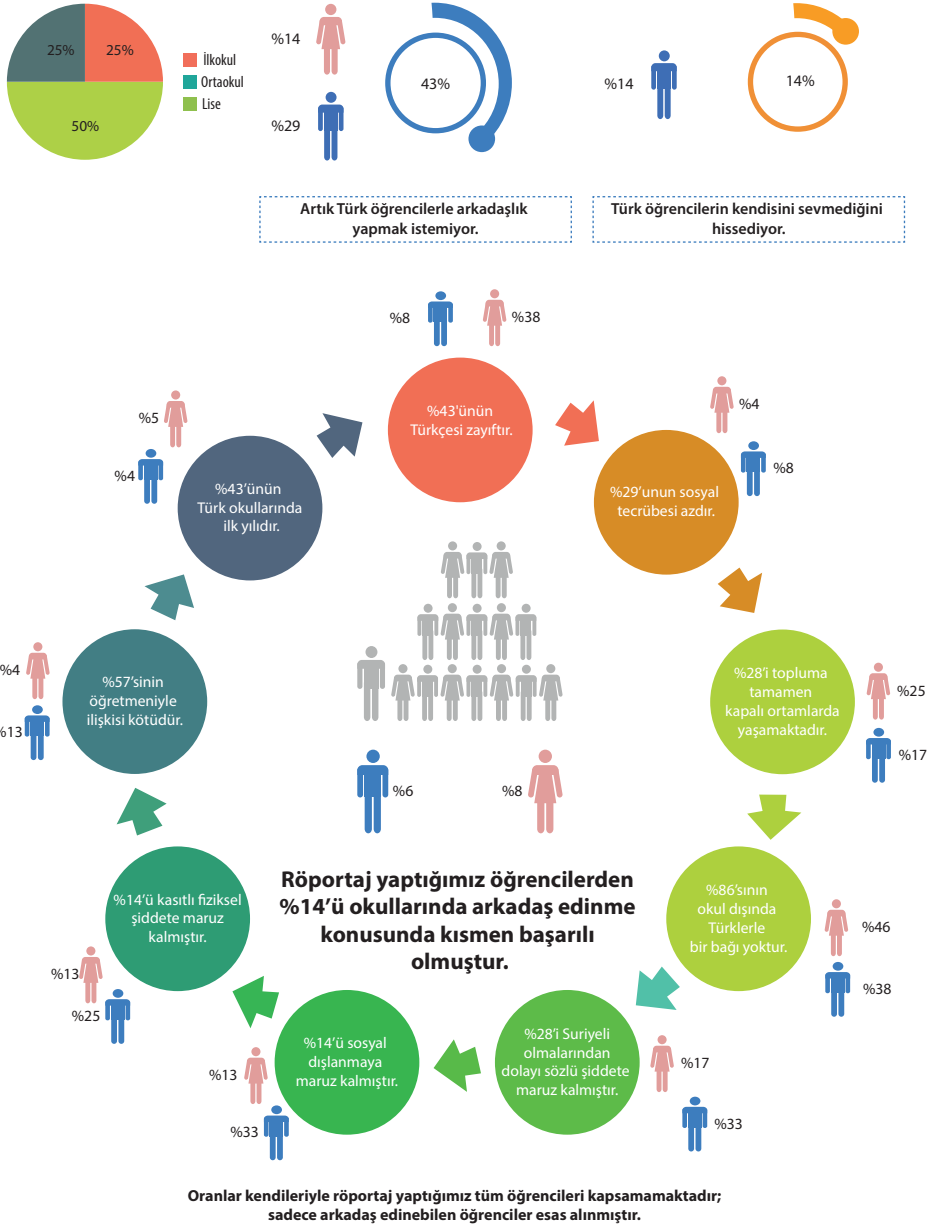 25%
25%
50%
İlkokul
Ortaokul
Lise
%14
%29
43%
%14
14%
Artık Türk öğrencilerle arkadaşlık
yapmak istemiyor.
Türk öğrencilerin kendisini sevmediğini
hissediyor.
%8
%38
%43'ünün
Türkçesi zayıftır.
%4
%8
%29'unun sosyal
tecrübesi azdır.
%5
%4
%43'ünün
Türk okullarında
ilk yılıdır.
%4
%13
%57'sinin
öğretmeniyle
ilişkisi kötüdür.
%28'i topluma
tamamen
kapalı ortamlarda
yaşamaktadır.
%25
%17
%6
%8
Röportaj yaptığımız öğrencilerden
%14'ü okullarında arkadaş edinme
konusunda kısmen başarılı
olmuştur.
%14'ü kasıtlı fiziksel
şiddete maruz
kalmıştır.
%13
%25
%86'sının
okul dışında
Türklerle
bir bağı yoktur.
%46
%38
%14'ü sosyal
dışlanmaya
maruz kalmıştır.
%13
%33
%28'i Suriyeli
olmalarından
dolayı sözlü şiddete
maruz kalmıştır.
%17
%33
Oranlar kendileriyle röportaj yaptığımız tüm öğrencileri kapsamamaktadır;
sadece arkadaş edinebilen öğrenciler esas alınmıştır.